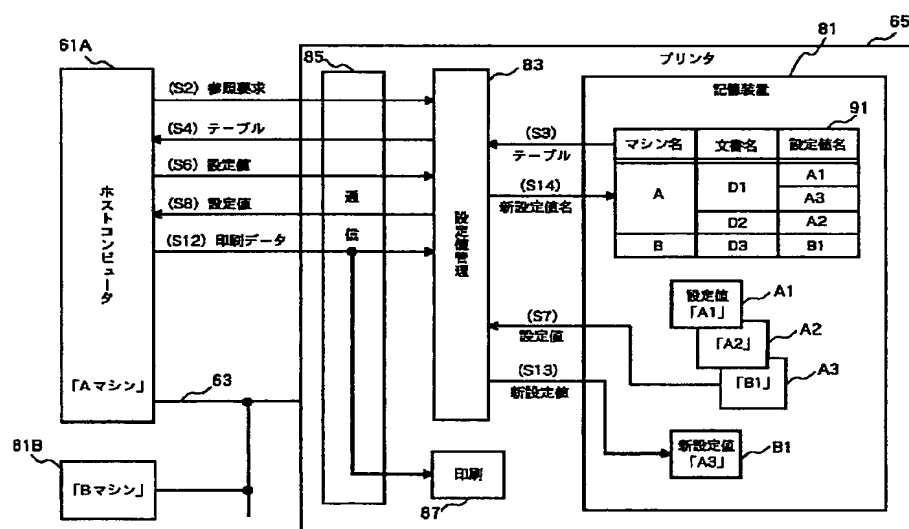 61A
ホストコンピュータ
「Aマシン」
61B
「Bマシン」
63
(S2) 参照要求
(S4) テーブル
(S6) 設定値
(S8) 設定値
(S12) 印刷データ
85
通信
83
設定値管理
(S3)
テーブル
(S14)
新設定値名
(S7)
設定値
(S13)
新設定値
印刷
87
65
プリンタ
81
記憶装置
91
マシン名 文書名 設定値名
A D1 A1
A3
D2 A2
B D3 B1
設定値
「A1」
A1
「A2」
A2
「B1」
A3
新設定値
「A3」
B1